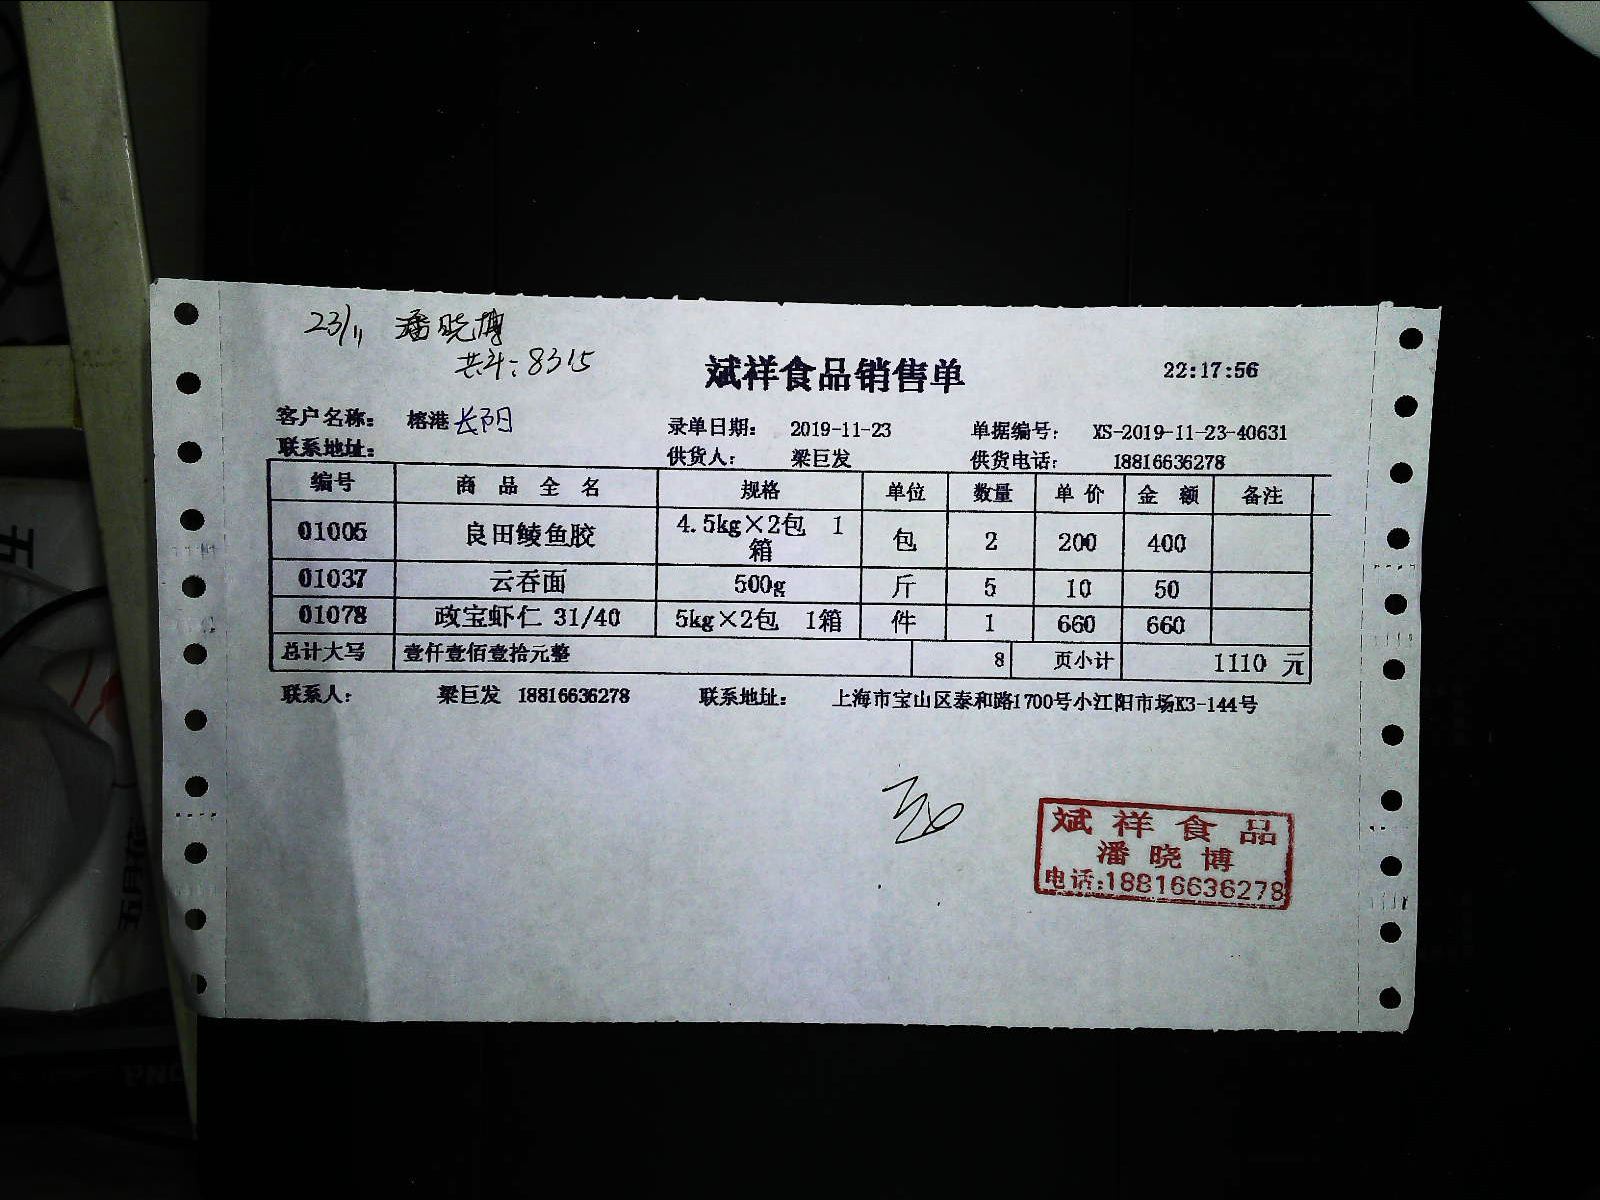 23/11 潘晓博
共计:8315
斌祥食品销售单 22:17:56
客户名称: 榕港 长阳 录单日期: 2019-11-23 单据编号: XS-2019-11-23-40631
联系地址: 供货人: 梁巨发 供货电话: 18816636278
编号 商品全名 规格 单位 数量 单价 金额 备注
01005 良田鲮鱼胶 4.5kg×2包 1箱 包 2 200 400
01037 云吞面 500g 斤 5 10 50
01078 政宝虾仁 31/40 5kg×2包 1箱 件 1 660 660
总计大写 壹仟壹佰壹拾元整 8 页小计 1110 元
联系人: 梁巨发 18816636278 联系地址: 上海市宝山区泰和路1700号小江阳市场K3-144号
斌祥食品
潘晓博
电话:18816636278